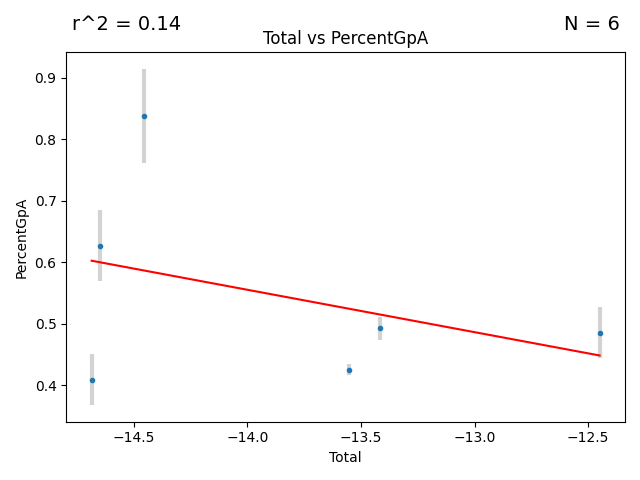 r^2 = 0.14
N = 6
Total vs PercentGpA
0.9
0.8
0.7
0.6
0.5
0.4
PercentGpA
−14.5
−14.0
−13.5
−13.0
−12.5
Total